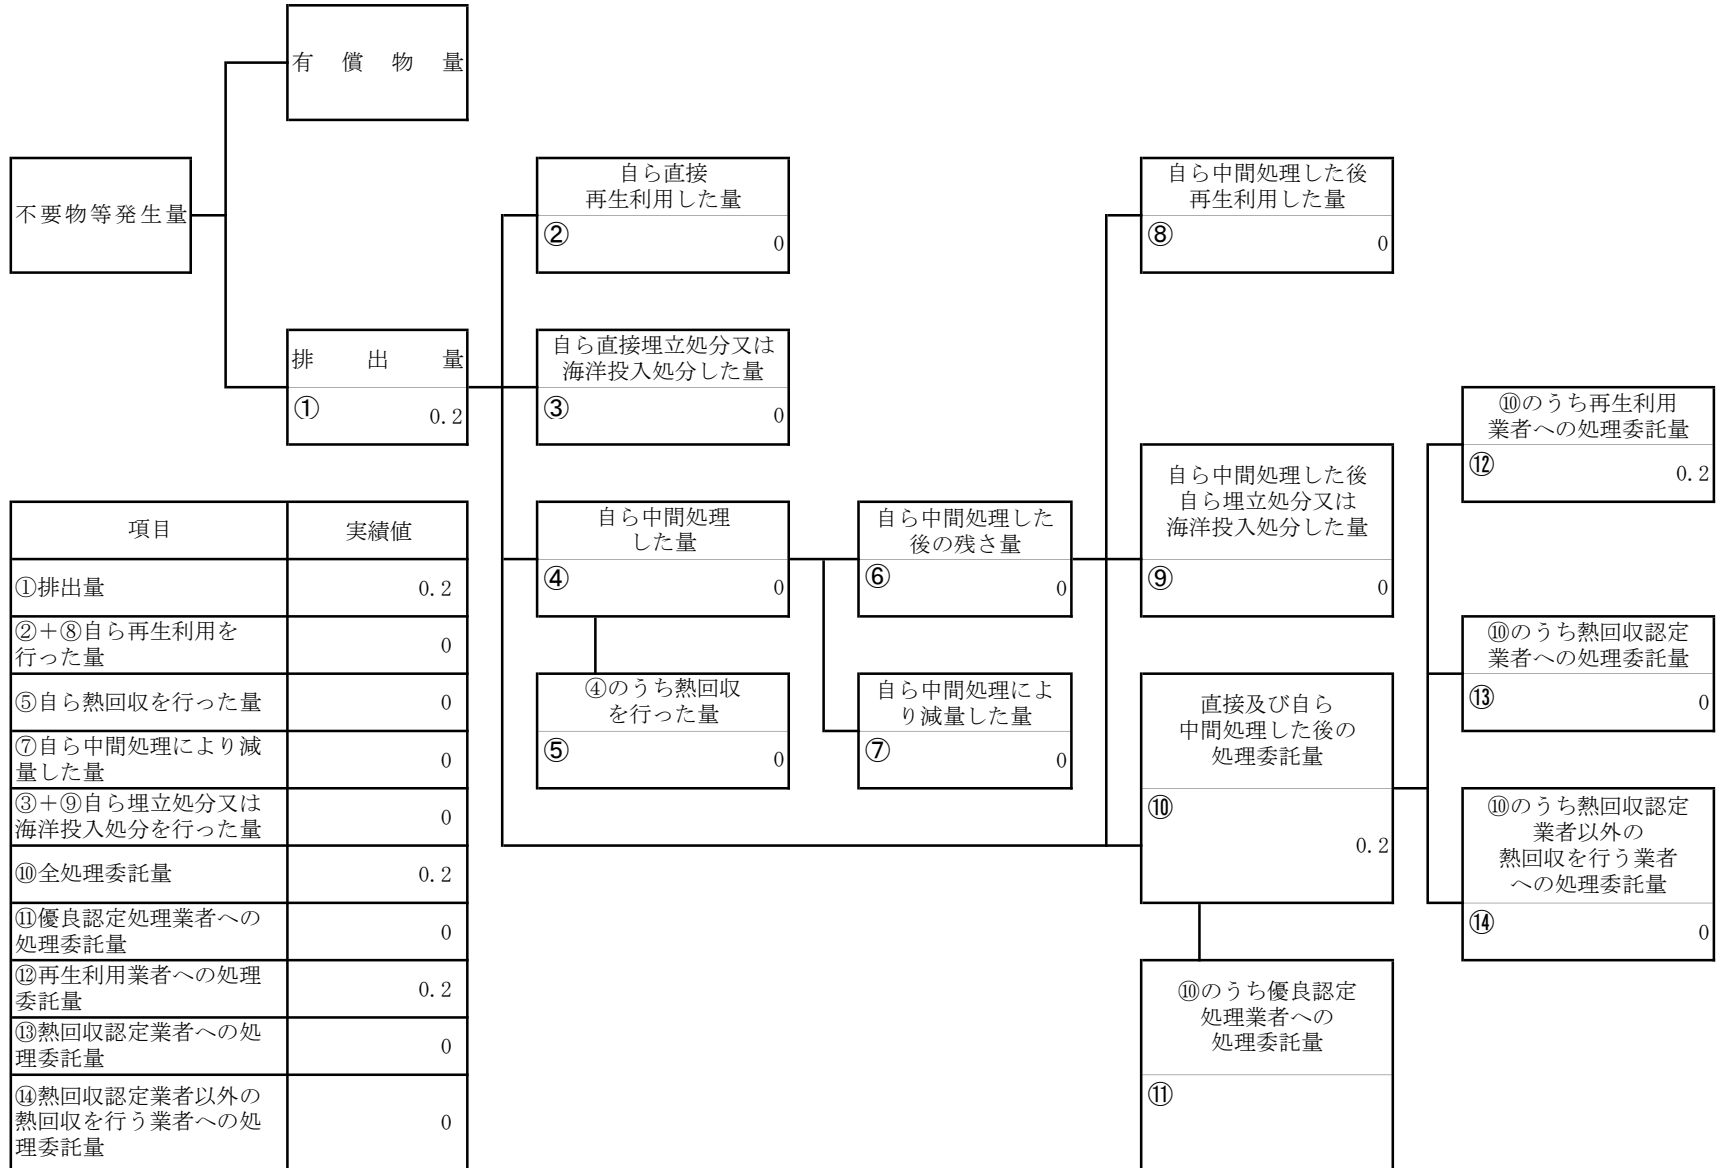 有償物量
不要物等発生量
自ら直接
再生利用した量
② 0
自ら中間処理した後
再生利用した量
⑧ 0
排出量
① 0.2
自ら直接埋立処分又は
海洋投入処分した量
③ 0
⑩のうち再生利用
業者への処理委託量
⑫ 0.2
自ら中間処理
した量
④ 0
自ら中間処理した
後の残さ量
⑥ 0
自ら中間処理した後
自ら埋立処分又は
海洋投入処分した量
⑨ 0
⑩のうち熱回収認定
業者への処理委託量
⑬ 0
④のうち熱回収
を行った量
⑤ 0
自ら中間処理によ
り減量した量
⑦ 0
直接及び自ら
中間処理した後の
処理委託量
⑩
0.2
⑩のうち熱回収認定
業者以外の
熱回収を行う業者
への処理委託量
⑭ 0
⑩のうち優良認定
処理業者への
処理委託量
⑪
項目 実績値
①排出量 0.2
②+⑧自ら再生利用を
行った量 0
⑤自ら熱回収を行った量 0
⑦自ら中間処理により減
量した量 0
③+⑨自ら埋立処分又は
海洋投入処分を行った量 0
⑩全処理委託量 0.2
⑪優良認定処理業者への
処理委託量 0
⑫再生利用業者への処理
委託量 0.2
⑬熱回収認定業者への処
理委託量 0
⑭熱回収認定業者以外の
熱回収を行う業者への処
理委託量 0